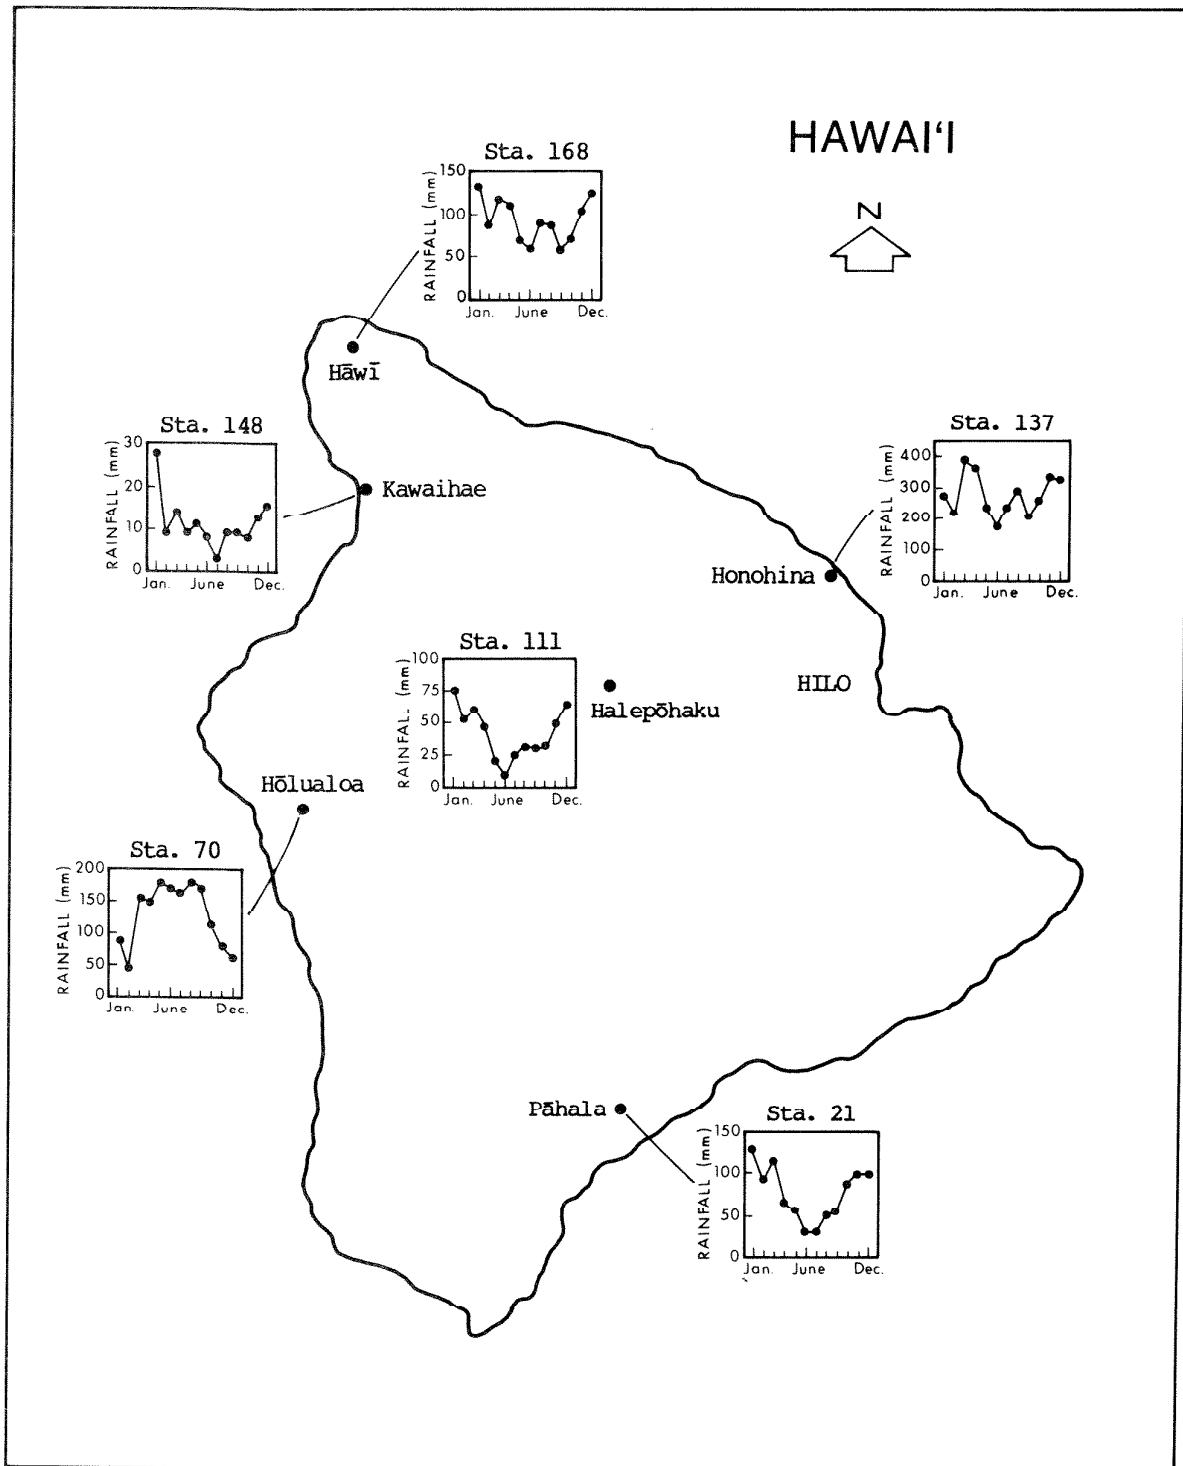 HAWAI‘I
N
Sta. 168
RAINFALL (mm)
150
100
50
0
Jan. June Dec.
Hāwī
Sta. 148
RAINFALL (mm)
30
20
10
0
Jan. June Dec.
Kawaihae
Sta. 137
RAINFALL (mm)
400
300
200
100
0
Jan. June Dec.
Honohina
Sta. 111
RAINFAL. (mm)
100
75
50
25
0
Jan. June Dec.
Halepōhaku
HILO
Hōlualoa
Sta. 70
RAINFALL (mm)
200
150
100
50
0
Jan. June Dec.
Pāhala
Sta. 21
RAINFALL (mm)
150
100
50
0
Jan. June Dec.